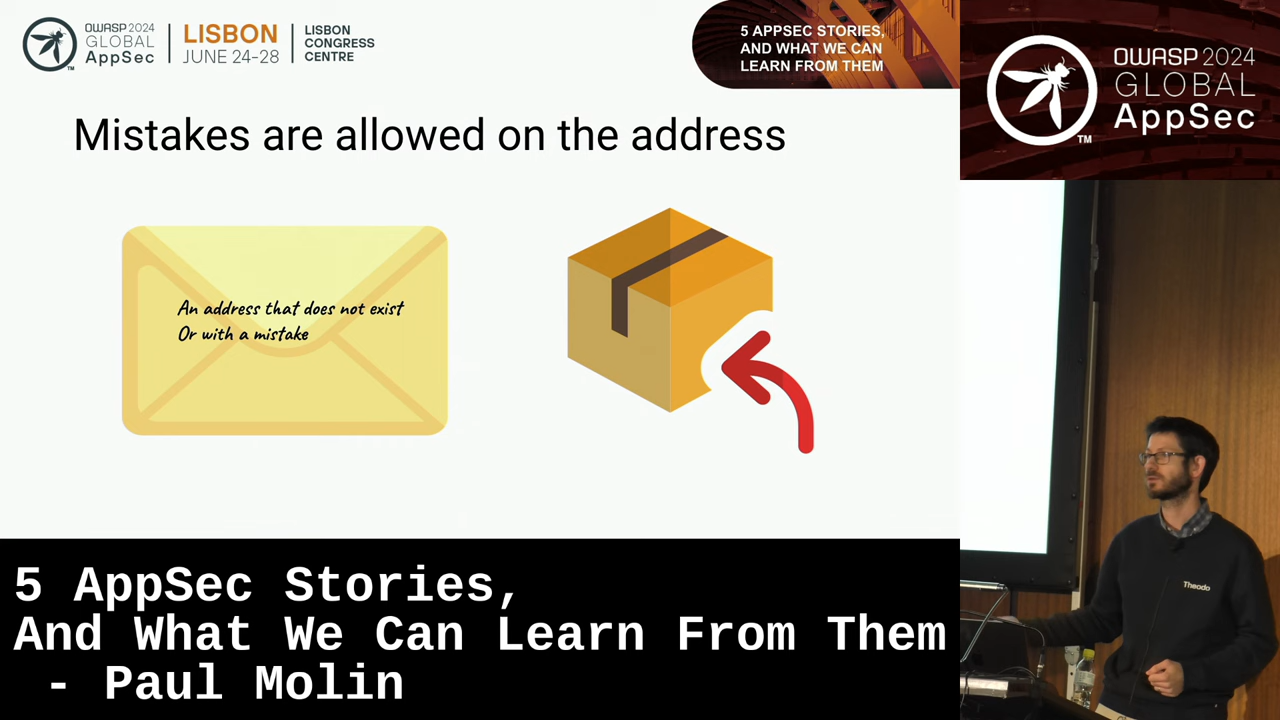 OWASP 2024
GLOBAL
AppSec
TM
LISBON
JUNE 24-28
LISBON
CONGRESS
CENTRE
5 APPSEC STORIES,
AND WHAT WE CAN
LEARN FROM THEM
OWASP 2024
GLOBAL
AppSec
TM
Mistakes are allowed on the address
An address that does not exist
Or with a mistake
Theodo
5 AppSec Stories,
And What We Can Learn From Them
- Paul Molin